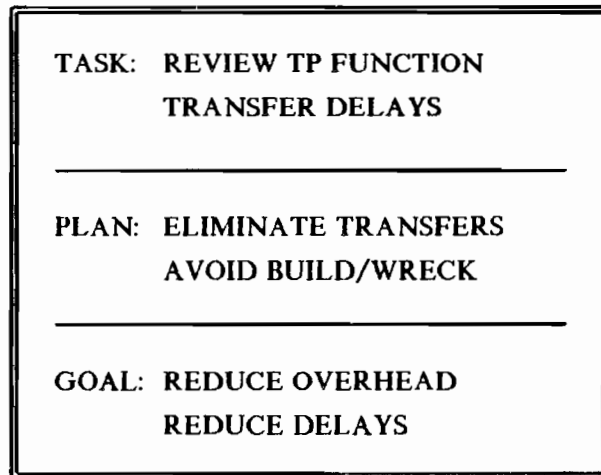 TASK: REVIEW TP FUNCTION
TRANSFER DELAYS
PLAN: ELIMINATE TRANSFERS
AVOID BUILD/WRECK
GOAL: REDUCE OVERHEAD
REDUCE DELAYS